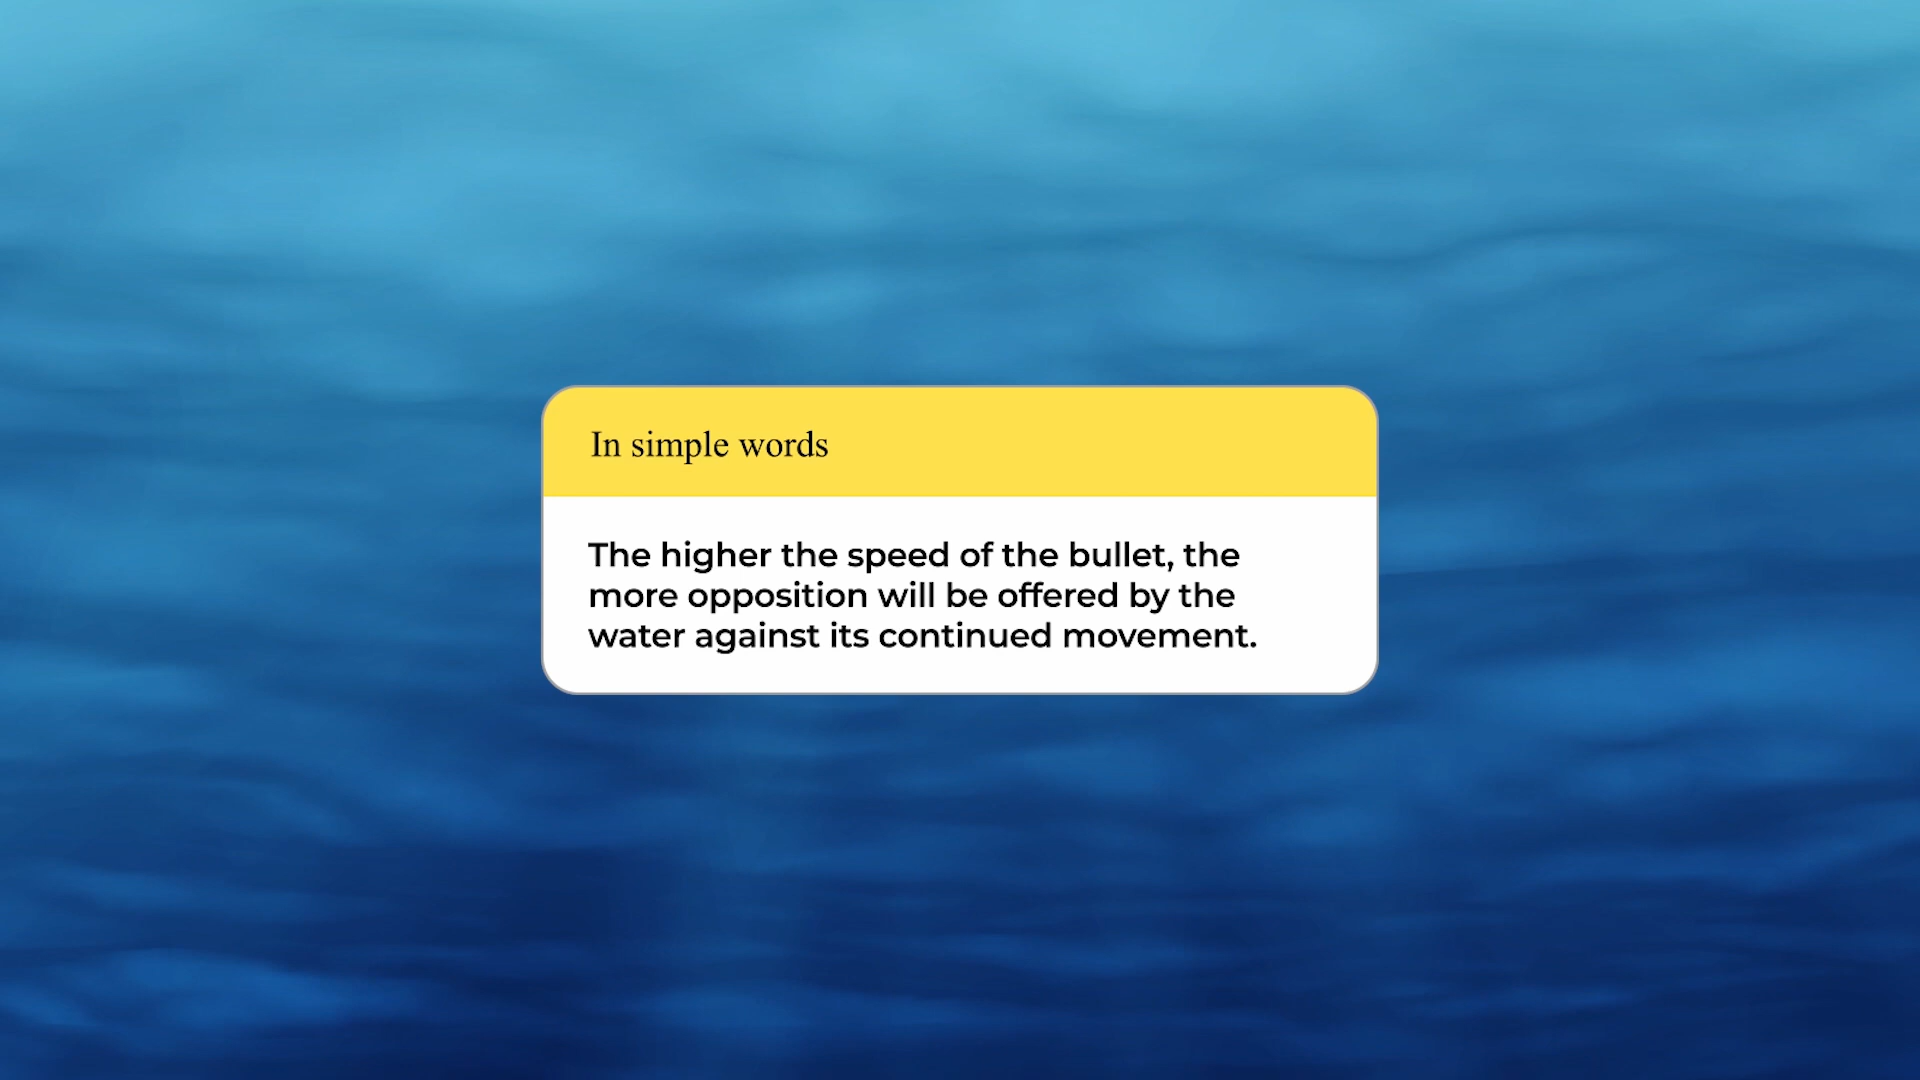 In simple words
The higher the speed of the bullet, the
more opposition will be offered by the
water against its continued movement.